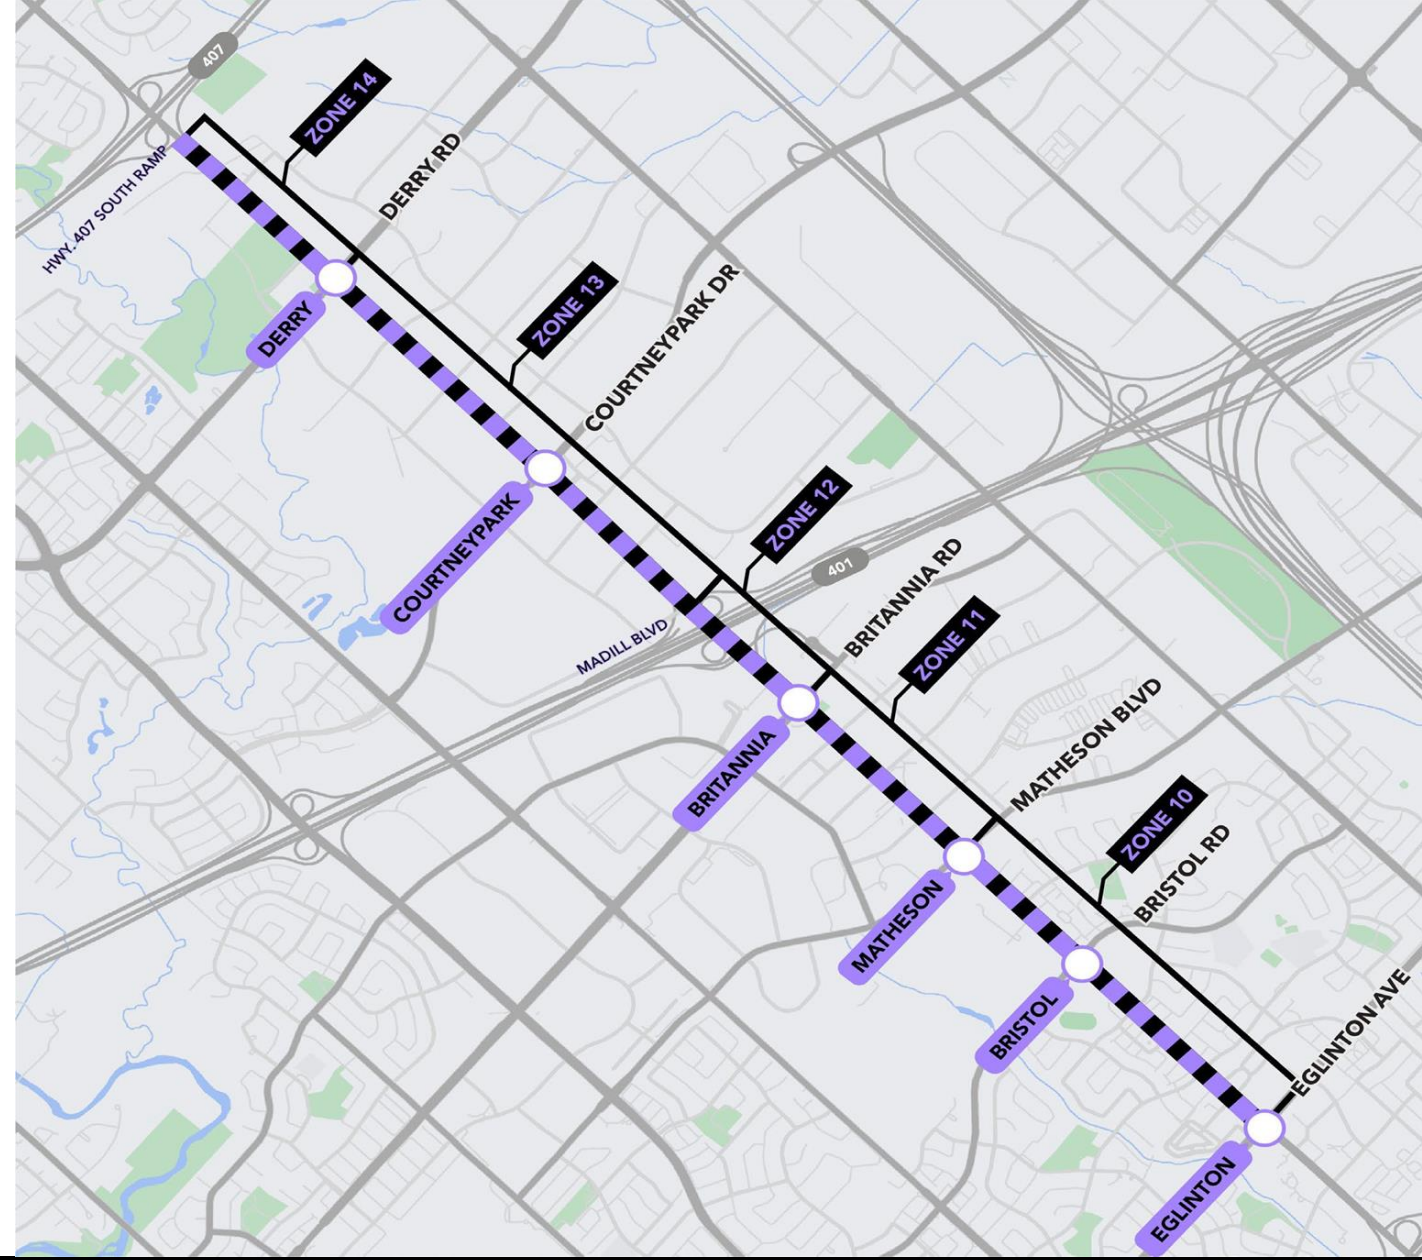 407
ZONE 14
HWY. 407 SOUTH RAMP
DERRY RD
DERRY
ZONE 13
COURTNEYPARK DR
COURTNEYPARK
ZONE 12
401
MADILL BLVD
BRITANNIA RD
BRITANNIA
ZONE 11
MATHESON BLVD
MATHESON
ZONE 10
BRISTOL RD
BRISTOL
EGLINTON AVE
EGLINTON